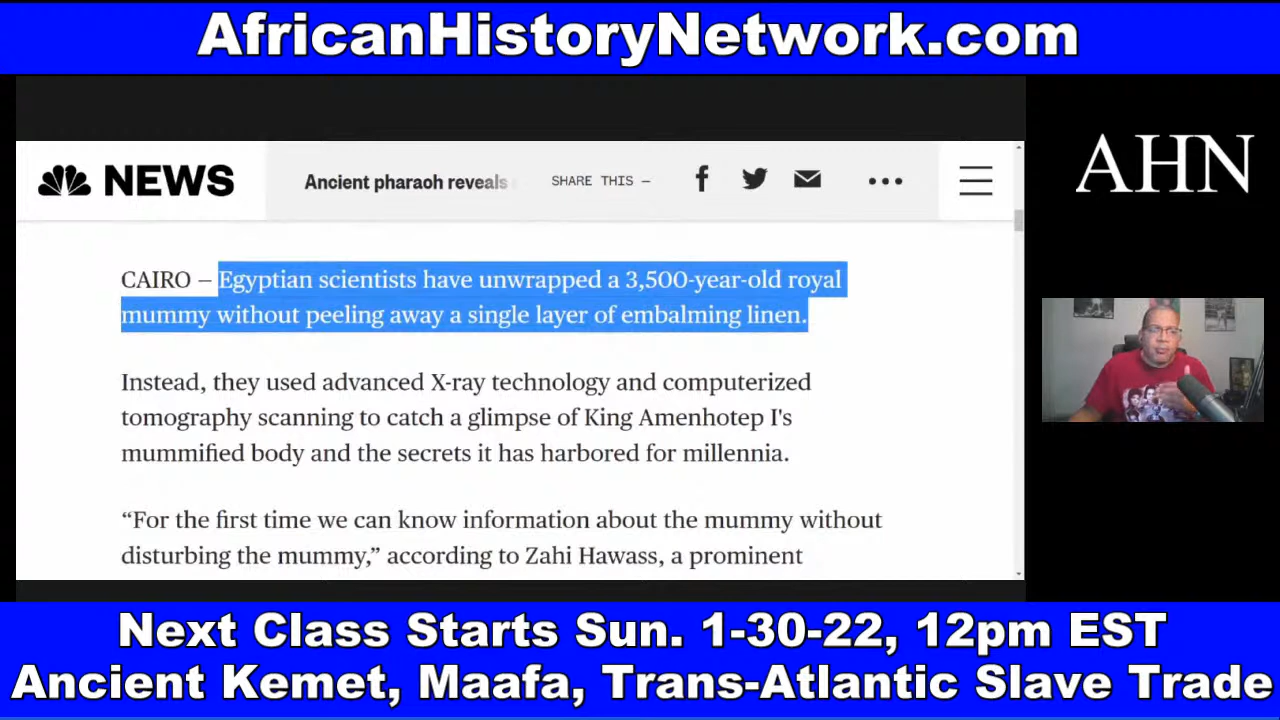 AfricanHistoryNetwork.com
AHN
NEWS
Ancient pharaoh reveals
SHARE THIS –
CAIRO – Egyptian scientists have unwrapped a 3,500-year-old royal
mummy without peeling away a single layer of embalming linen.
Instead, they used advanced X-ray technology and computerized
tomography scanning to catch a glimpse of King Amenhotep I's
mummified body and the secrets it has harbored for millennia.
“For the first time we can know information about the mummy without
disturbing the mummy,” according to Zahi Hawass, a prominent
Next Class Starts Sun. 1-30-22, 12pm EST
Ancient Kemet, Maafa, Trans-Atlantic Slave Trade